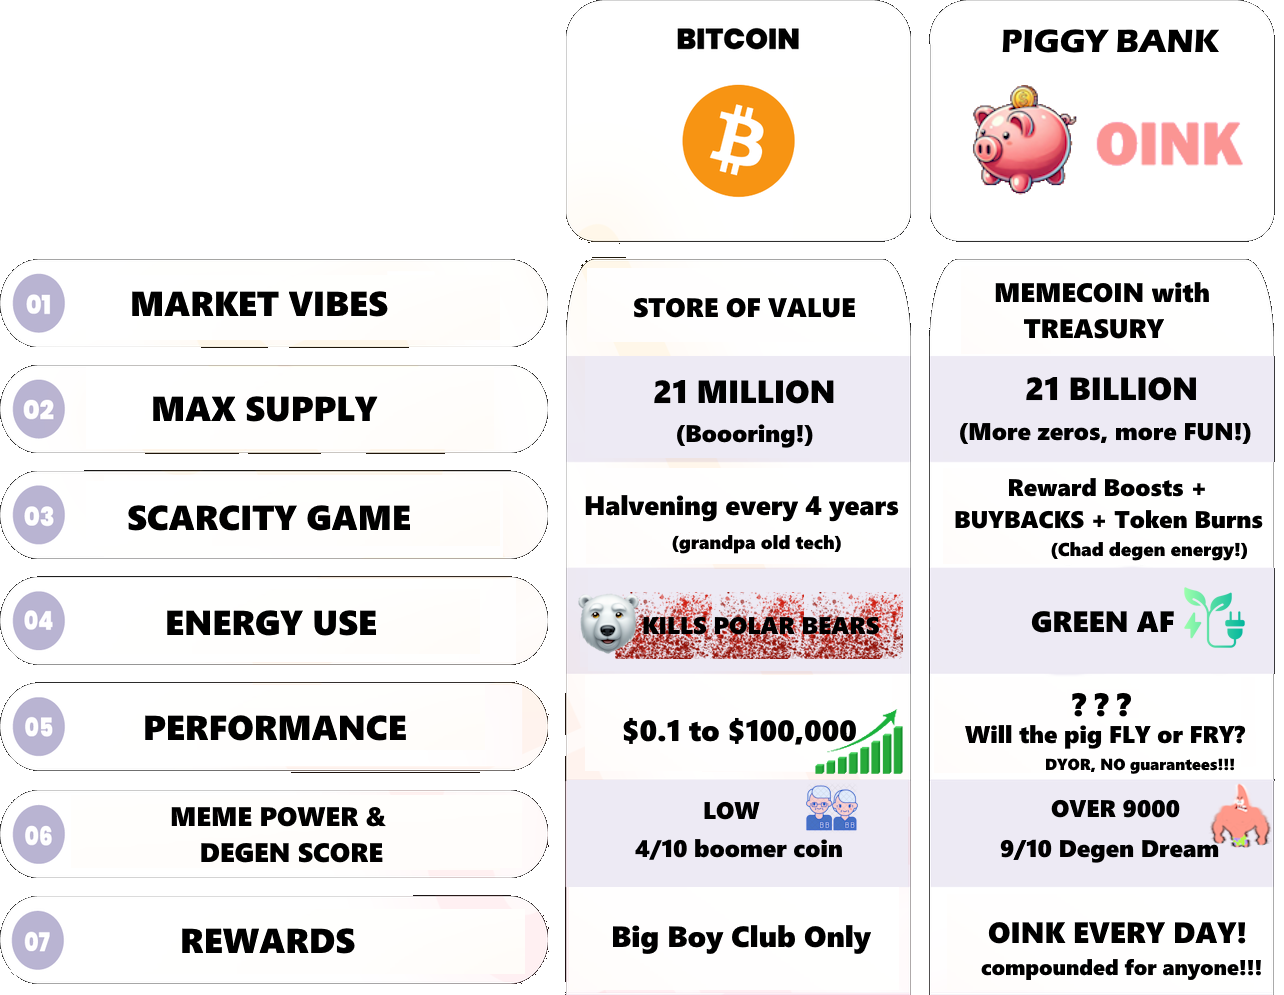 BITCOIN
PIGGY BANK
OINK
01
MARKET VIBES
STORE OF VALUE
MEMECOIN with
TREASURY
02
MAX SUPPLY
21 MILLION
(Boooring!)
21 BILLION
(More zeros, more FUN!)
03
SCARCITY GAME
Halvening every 4 years
(grandpa old tech)
Reward Boosts +
BUYBACKS + Token Burns
(Chad degen energy!)
04
ENERGY USE
KILLS POLAR BEARS
GREEN AF
05
PERFORMANCE
$0.1 to $100,000
? ? ?
Will the pig FLY or FRY?
DYOR, NO guarantees!!!
06
MEME POWER &
DEGEN SCORE
LOW
4/10 boomer coin
OVER 9000
9/10 Degen Dream
07
REWARDS
Big Boy Club Only
OINK EVERY DAY!
compounded for anyone!!!